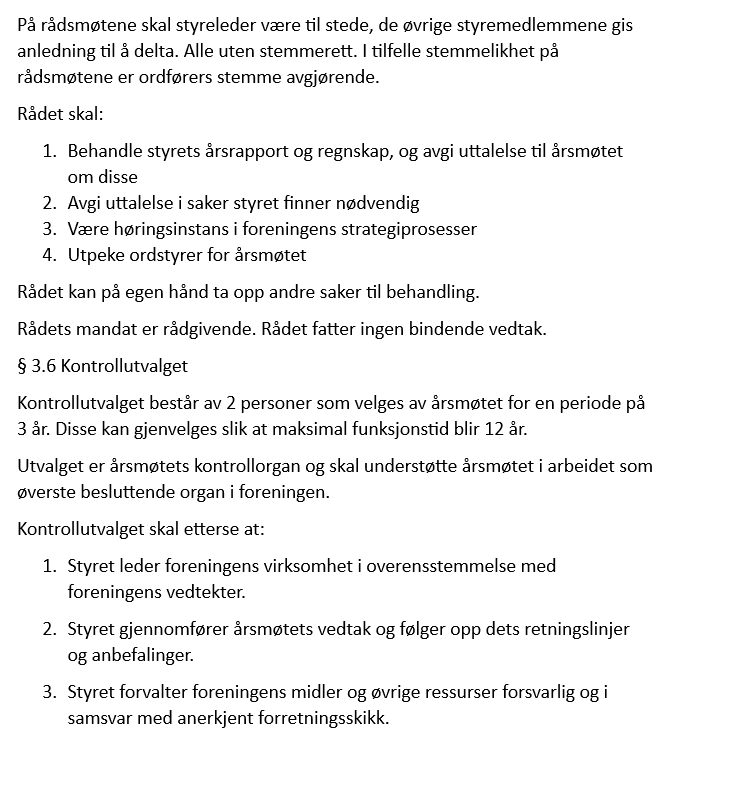 På rådsmøtene skal styreleder være til stede, de øvrige styremedlemmene gis
anledning til å delta. Alle uten stemmerett. I tilfelle stemmelikhet på
rådsmøtene er ordførers stemme avgjørende.
Rådet skal:
1. Behandle styrets årsrapport og regnskap, og avgi uttalelse til årsmøtet
om disse
2. Avgi uttalelse i saker styret finner nødvendig
3. Være høringsinstans i foreningens strategiprosesser
4. Utpeke ordstyrer for årsmøtet
Rådet kan på egen hånd ta opp andre saker til behandling.
Rådets mandat er rådgivende. Rådet fatter ingen bindende vedtak.
§ 3.6 Kontrollutvalget
Kontrollutvalget består av 2 personer som velges av årsmøtet for en periode på
3 år. Disse kan gjenvelges slik at maksimal funksjonstid blir 12 år.
Utvalget er årsmøtets kontrollorgan og skal understøtte årsmøtet i arbeidet som
øverste besluttende organ i foreningen.
Kontrollutvalget skal etterse at:
1. Styret leder foreningens virksomhet i overensstemmelse med
foreningens vedtekter.
2. Styret gjennomfører årsmøtets vedtak og følger opp dets retningslinjer
og anbefalinger.
3. Styret forvalter foreningens midler og øvrige ressurser forsvarlig og i
samsvar med anerkjent forretningsskikk.